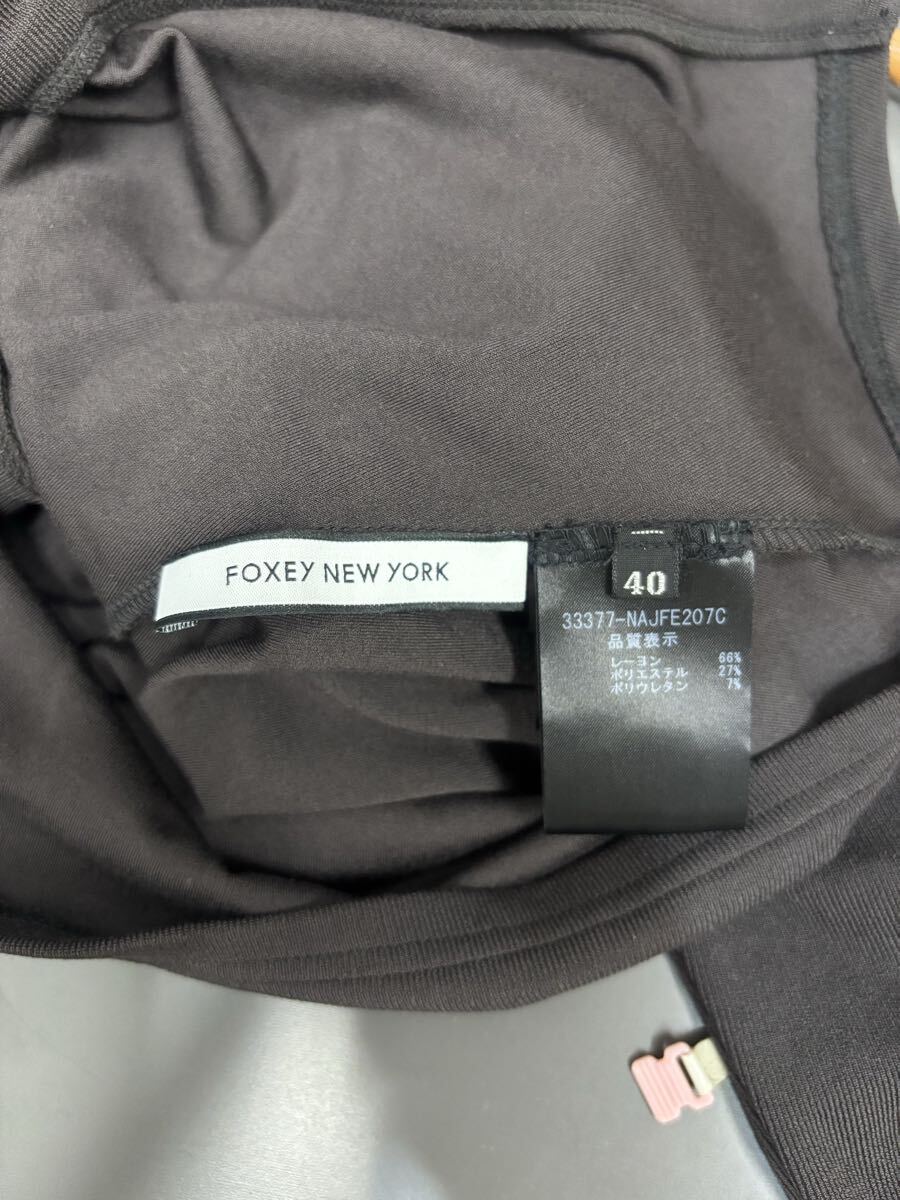 FOXEY NEW YORK
40
33377-NAJFE207C
品質表示
レーヨン 66%
ポリエステル 27%
ポリウレタン 7%